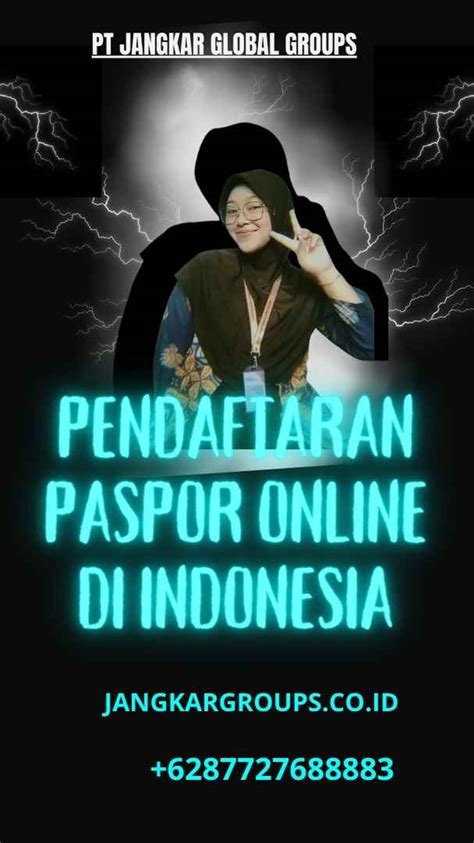 PT JANGKAR GLOBAL GROUPS
PENDAFTARAN
PASPOR ONLINE
DI INDONESIA
JANGKARGROUPS.CO.ID
+6287727688883